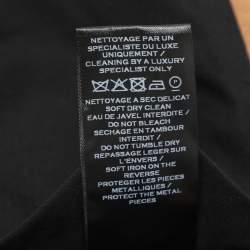 NETTOYAGE PAR UN
SPECIALISTE DU LUXE
UNIQUEMENT /
CLEANING BY A LUXURY
SPECIALIST ONLY
P
NETTOYAGE A SEC DELICAT
SOFT DRY CLEAN
EAU DE JAVEL INTERDITE /
DO NOT BLEACH
SECHAGE EN TAMBOUR
INTERDIT /
DO NOT TUMBLE DRY
REPASSAGE LEGER SUR
L'ENVERS /
SOFT IRON ON THE
REVERSE
PROTEGER LES PIECES
METALLIQUES /
PROTECT THE METAL
PIECES